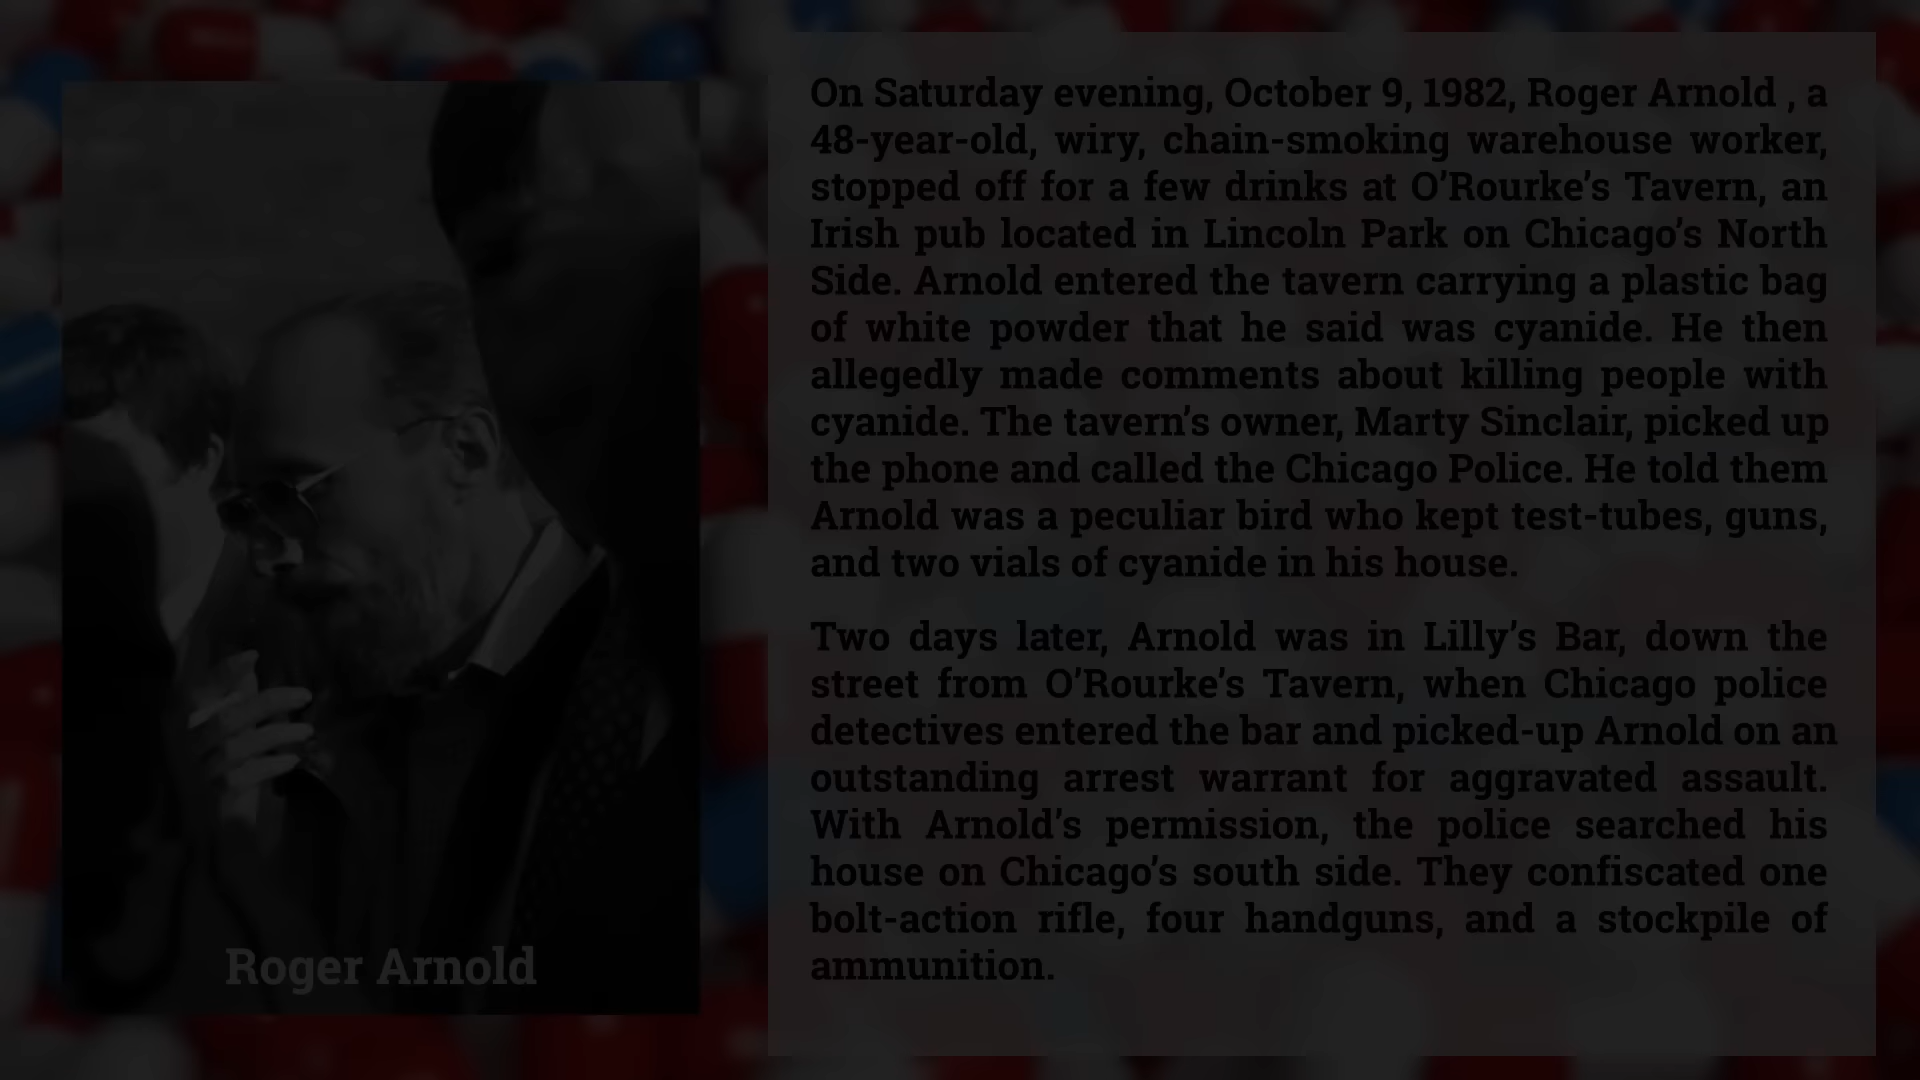 On Saturday evening, October 9, 1982, Roger Arnold , a
48-year-old, wiry, chain-smoking warehouse worker,
stopped off for a few drinks at O’Rourke’s Tavern, an
Irish pub located in Lincoln Park on Chicago’s North
Side. Arnold entered the tavern carrying a plastic bag
of white powder that he said was cyanide. He then
allegedly made comments about killing people with
cyanide. The tavern’s owner, Marty Sinclair, picked up
the phone and called the Chicago Police. He told them
Arnold was a peculiar bird who kept test-tubes, guns,
and two vials of cyanide in his house.
Two days later, Arnold was in Lilly’s Bar, down the
street from O’Rourke’s Tavern, when Chicago police
detectives entered the bar and picked-up Arnold on an
outstanding arrest warrant for aggravated assault.
With Arnold’s permission, the police searched his
house on Chicago’s south side. They confiscated one
bolt-action rifle, four handguns, and a stockpile of
ammunition.
Roger Arnold